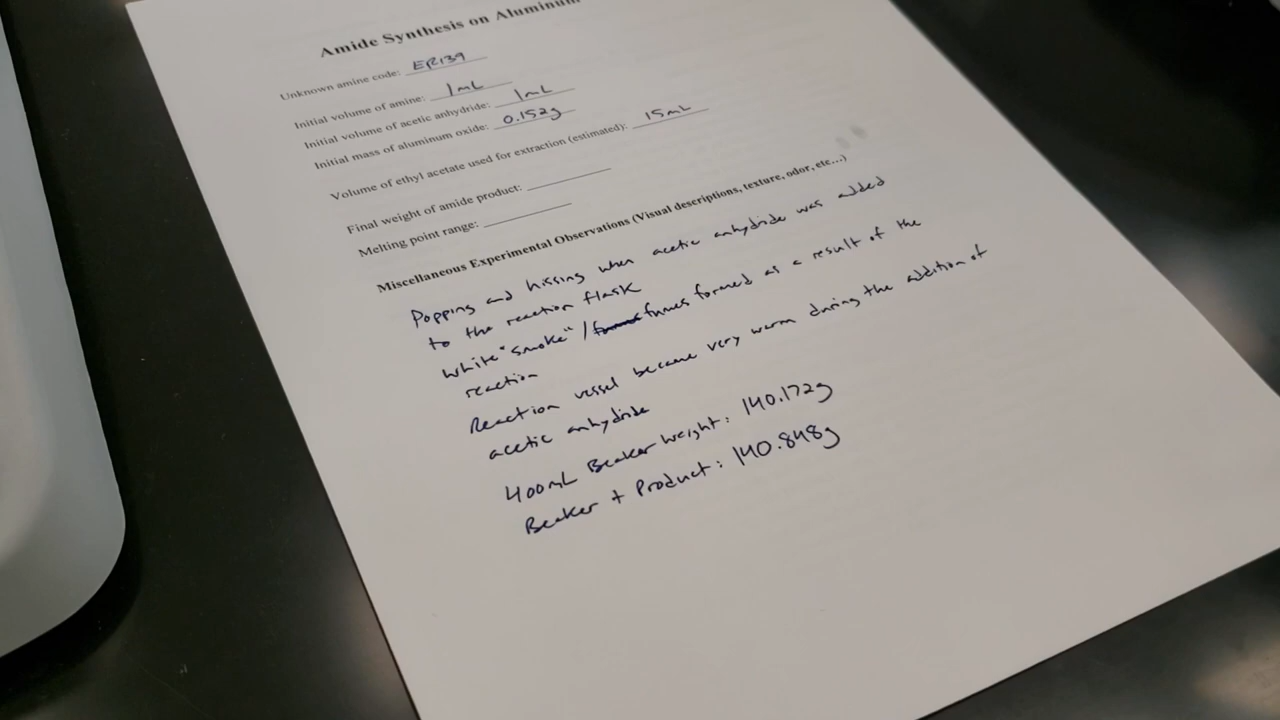 Amide Synthesis on Aluminum
Unknown amine code: ER139
Initial volume of amine: 1mL
Initial volume of acetic anhydride: 1mL
Initial mass of aluminum oxide: 0.152g
Volume of ethyl acetate used for extraction (estimated): 15mL
Final weight of amide product:
Melting point range:
Miscellaneous Experimental Observations (Visual descriptions, texture, odor, etc...)
Popping and hissing when acetic anhydride was added
to the reaction flask
White "smoke" / fumes formed as a result of the
reaction
Reaction vessel became very warm during the addition of
acetic anhydride
400mL Beaker weight: 140.172g
Beaker + Product: 140.848g